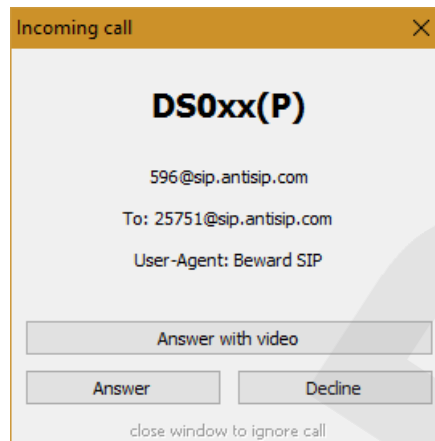 Incoming call
DS0xx(P)
596@sip.antisip.com
To: 25751@sip.antisip.com
User-Agent: Beward SIP
Answer with video
Answer
Decline
close window to ignore call